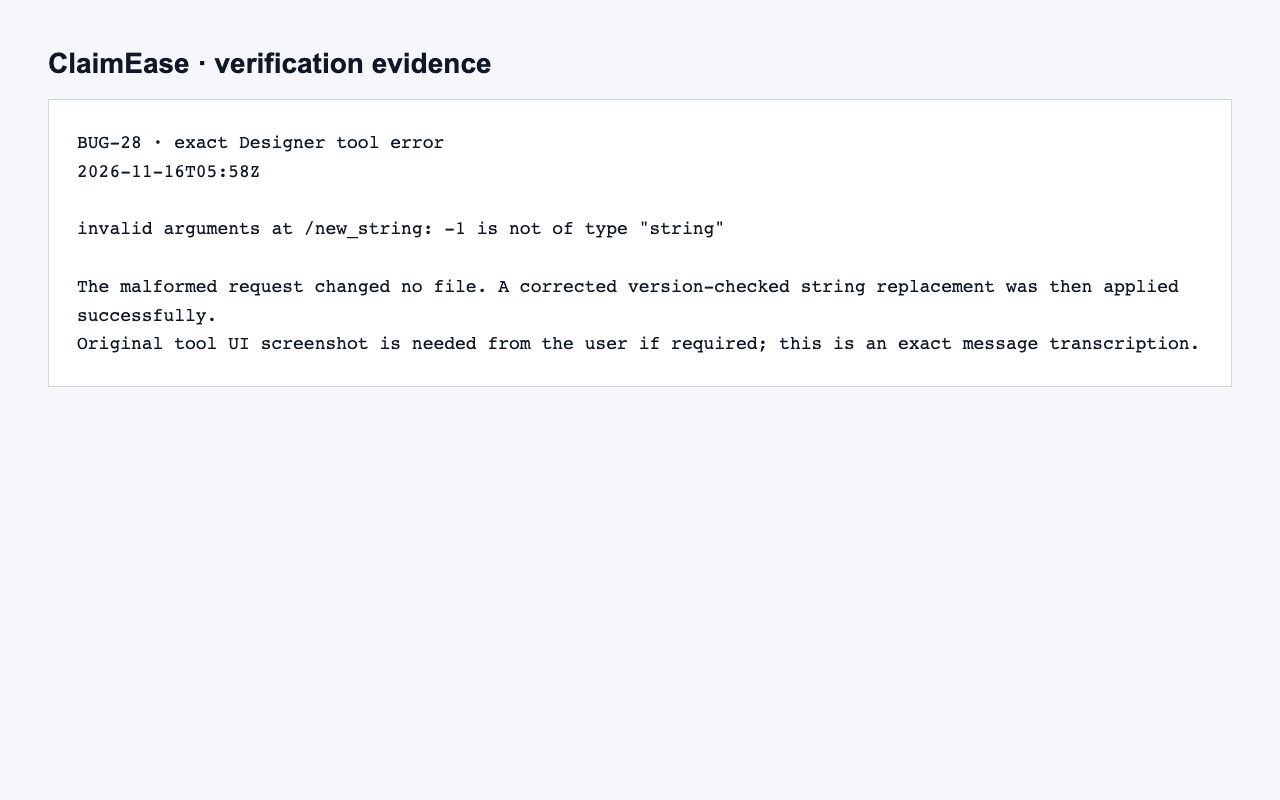 ClaimEase · verification evidence
BUG-28 · exact Designer tool error
2026-11-16T05:58Z
invalid arguments at /new_string: -1 is not of type "string"
The malformed request changed no file. A corrected version-checked string replacement was then applied
successfully.
Original tool UI screenshot is needed from the user if required; this is an exact message transcription.